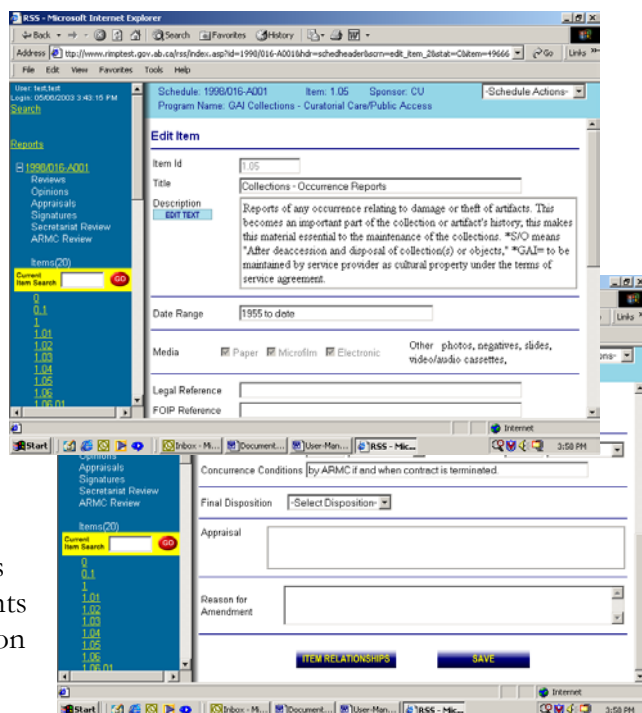 RSS - Microsoft Internet Explorer
Back Search Favorites History
Address ttp://www.rimptest.gov.ab.ca/rss/index.asp?id=1998/016-A001&hdr=schedheader&scrn=edit_item_2&stat=C&item=49666 Go Links
File Edit View Favorites Tools Help
User: test,test
Login: 05/06/2003 3:43:15 PM
Search
Reports
1998/016-A001
Reviews
Opinions
Appraisals
Signatures
Secretariat Review
ARMC Review
Items(20)
Current Item Search GO
0
0.1
1
1.01
1.02
1.03
1.04
1.05
1.06
1.06.01
Schedule: 1998/016-A001 Item: 1.05 Sponsor: CU -Schedule Actions-
Program Name: GAI Collections - Curatorial Care/Public Access
Edit Item
Item Id 1.05
Title Collections - Occurrence Reports
Description
EDIT TEXT
Reports of any occurrence relating to damage or theft of artifacts. This
becomes an important part of the collection or artifact's history, this makes
this material essential to the maintenance of the collections. *S/O means
"After deaccession and disposal of collection(s) or objects," *GAI= to be
maintained by service provider as cultural property under the terms of
service agreement.
Date Range 1955 to date
Media Paper Microfilm Electronic Other photos, negatives, slides,
video/audio cassettes,
Legal Reference
FOIP Reference
Internet
Start Inbox - M... Document... User-Man... RSS - Mic... 3:58 PM
Links
ons-
Opinions
Appraisals
Signatures
Secretariat Review
ARMC Review
Items(20)
Current Item Search GO
0
0.1
1
1.01
1.02
1.03
1.04
1.05
1.06
1.06.01
Concurrence Conditions by ARMC if and when contract is terminated.
Final Disposition -Select Disposition-
Appraisal
Reason for
Amendment
ITEM RELATIONSHIPS SAVE
Internet
Start Inbox - M... Document... User-Man... RSS - Mic... 3:58 PM
s
nts
on